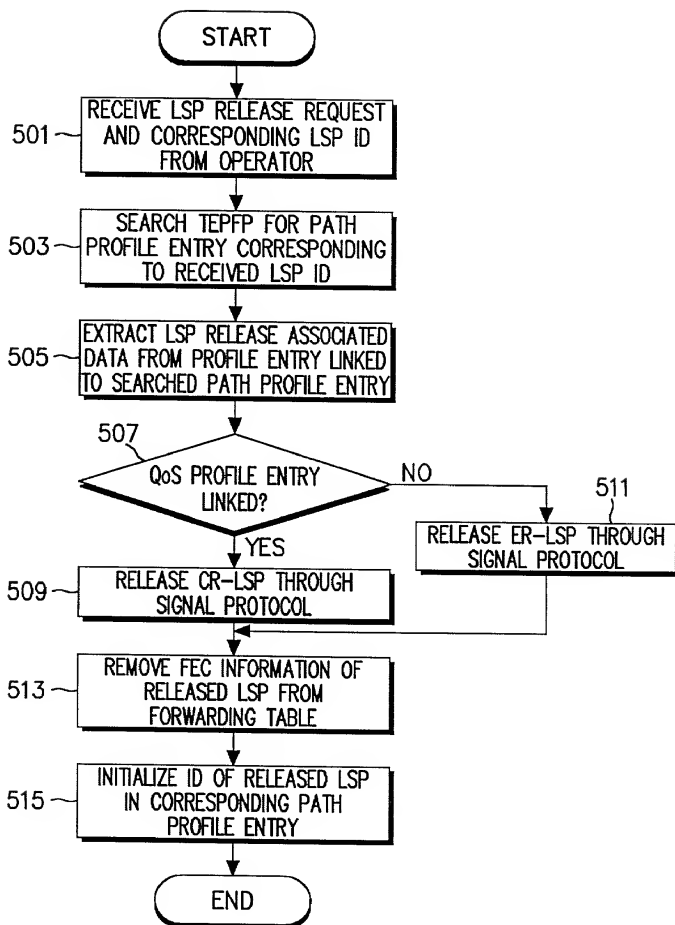 START
RECEIVE LSP RELEASE REQUEST
AND CORRESPONDING LSP ID
FROM OPERATOR
501
SEARCH TEPFP FOR PATH
PROFILE ENTRY CORRESPONDING
TO RECEIVED LSP ID
503
EXTRACT LSP RELEASE ASSOCIATED
DATA FROM PROFILE ENTRY LINKED
TO SEARCHED PATH PROFILE ENTRY
505
507
QoS PROFILE ENTRY
LINKED?
NO
511
RELEASE ER-LSP THROUGH
SIGNAL PROTOCOL
YES
RELEASE CR-LSP THROUGH
SIGNAL PROTOCOL
509
REMOVE FEC INFORMATION OF
RELEASED LSP FROM
FORWARDING TABLE
513
INITIALIZE ID OF RELEASED LSP
IN CORRESPONDING PATH
PROFILE ENTRY
515
END